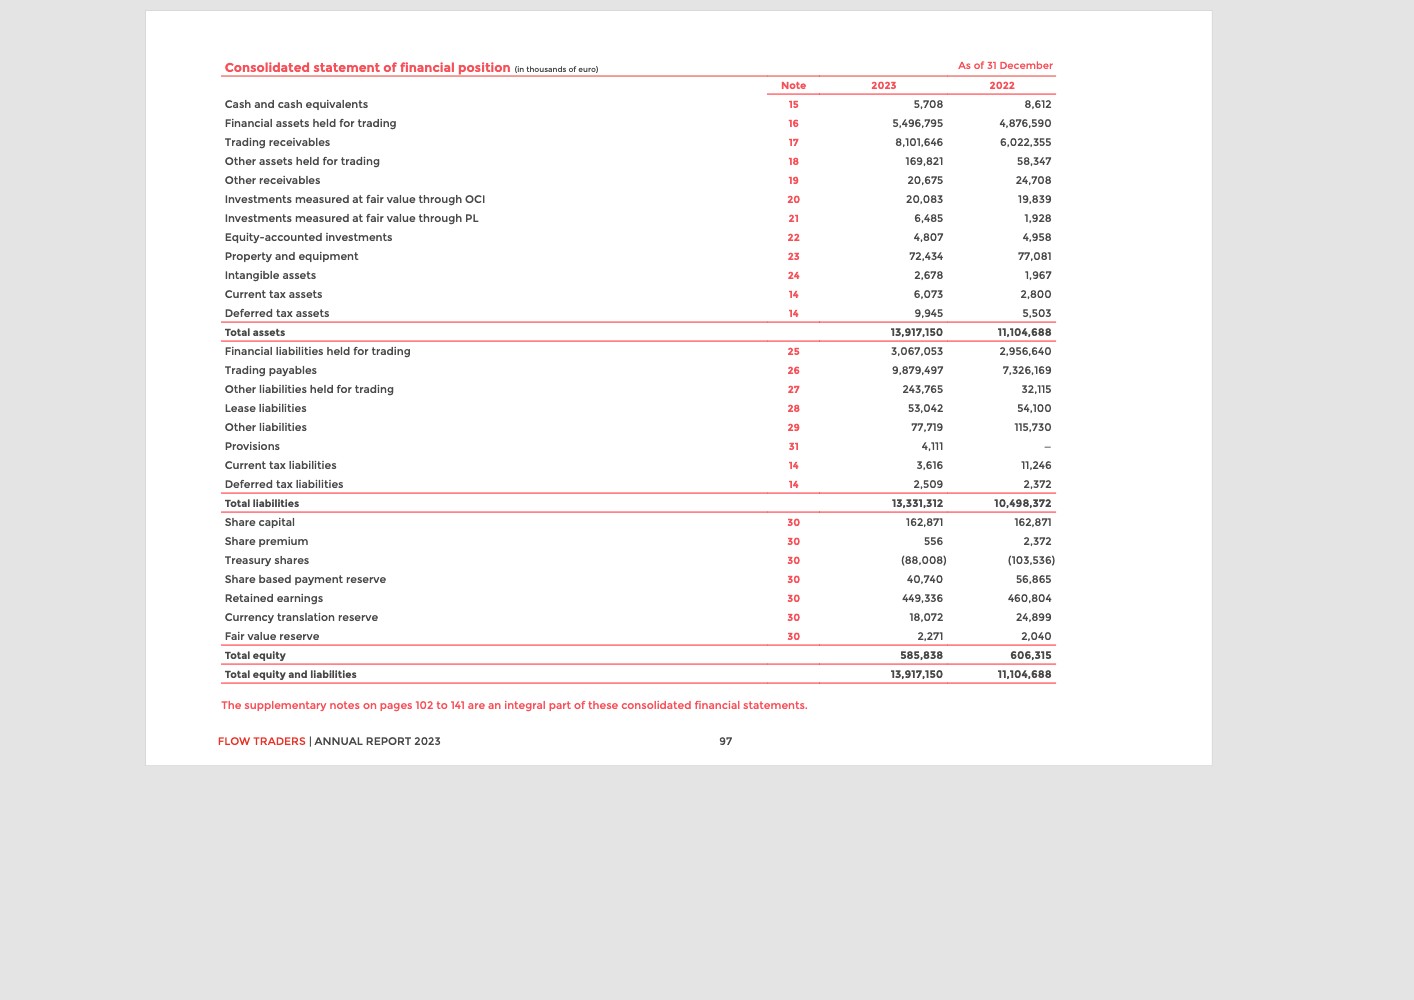 Consolidated statement of financial position (in thousands of euro) As of 31 December
Note 2023 2022
Cash and cash equivalents 15 5,708 8,612
Financial assets held for trading 16 5,496,795 4,876,590
Trading receivables 17 8,101,646 6,022,355
Other assets held for trading 18 169,821 58,347
Other receivables 19 20,675 24,708
Investments measured at fair value through OCI 20 20,083 19,839
Investments measured at fair value through PL 21 6,485 1,928
Equity-accounted investments 22 4,807 4,958
Property and equipment 23 72,434 77,081
Intangible assets 24 2,678 1,967
Current tax assets 14 6,073 2,800
Deferred tax assets 14 9,945 5,503
Total assets 13,917,150 11,104,688
Financial liabilities held for trading 25 3,067,053 2,956,640
Trading payables 26 9,879,497 7,326,169
Other liabilities held for trading 27 243,765 32,115
Lease liabilities 28 53,042 54,100
Other liabilities 29 77,719 115,730
Provisions 31 4,111 –
Current tax liabilities 14 3,616 11,246
Deferred tax liabilities 14 2,509 2,372
Total liabilities 13,331,312 10,498,372
Share capital 30 162,871 162,871
Share premium 30 556 2,372
Treasury shares 30 (88,008) (103,536)
Share based payment reserve 30 40,740 56,865
Retained earnings 30 449,336 460,804
Currency translation reserve 30 18,072 24,899
Fair value reserve 30 2,271 2,040
Total equity 585,838 606,315
Total equity and liabilities 13,917,150 11,104,688
The supplementary notes on pages 102 to 141 are an integral part of these consolidated financial statements.
FLOW TRADERS | ANNUAL REPORT 2023 97